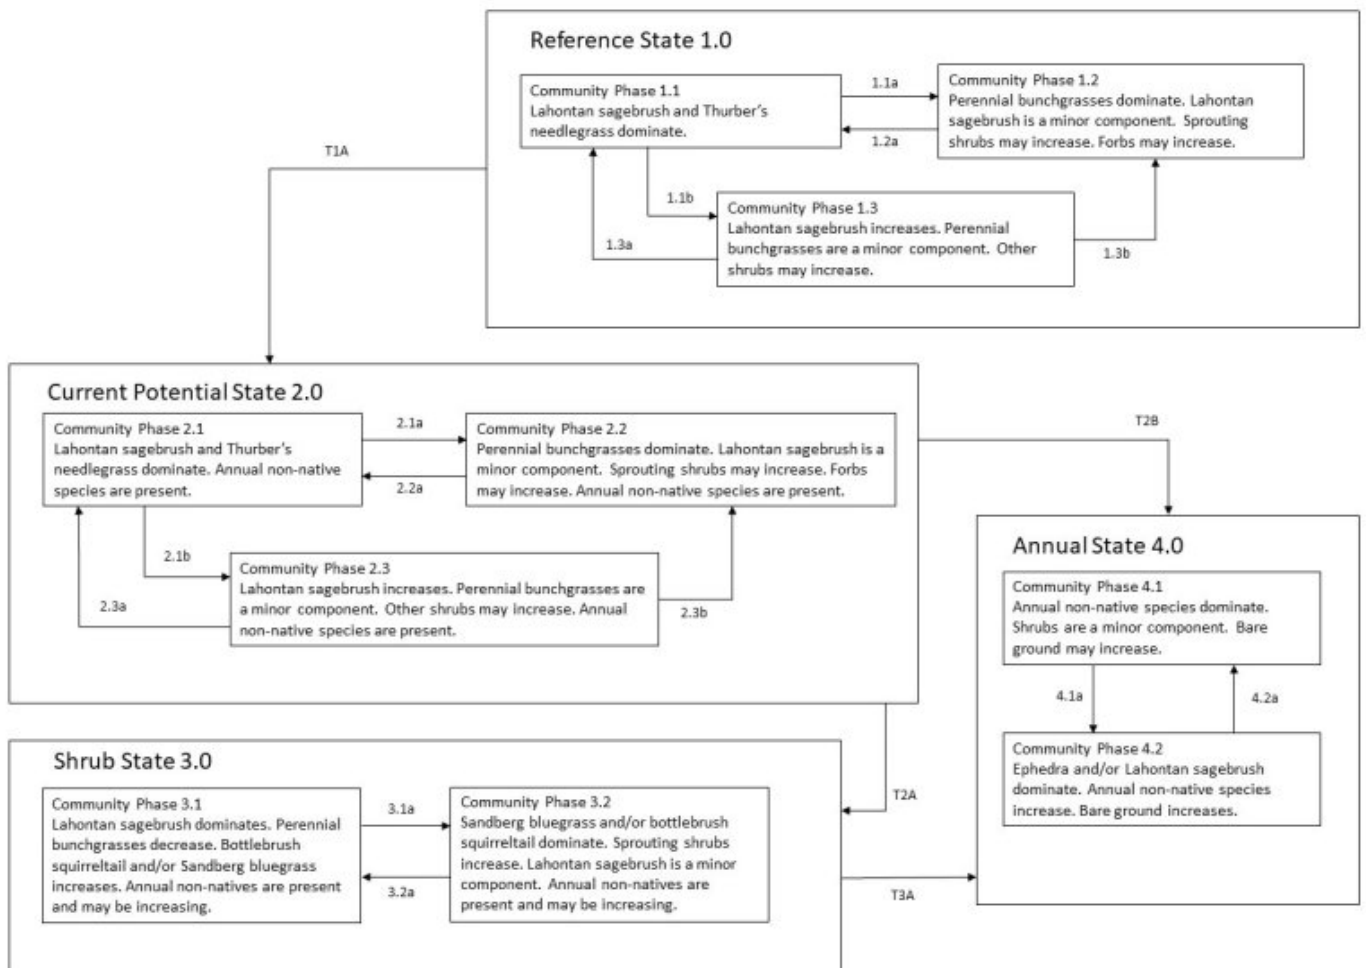 Reference State 1.0
Community Phase 1.1
Lahontan sagebrush and Thurber's
needlegrass dominate.
1.1a
1.2a
Community Phase 1.2
Perennial bunchgrasses dominate. Lahontan
sagebrush is a minor component. Sprouting
shrubs may increase. Forbs may increase.
1.1b
1.3a
Community Phase 1.3
Lahontan sagebrush increases. Perennial
bunchgrasses are a minor component. Other
shrubs may increase.
1.3b
T1A
Current Potential State 2.0
Community Phase 2.1
Lahontan sagebrush and Thurber's
needlegrass dominate. Annual non-native
species are present.
2.1a
2.2a
Community Phase 2.2
Perennial bunchgrasses dominate. Lahontan sagebrush is a
minor component. Sprouting shrubs may increase. Forbs
may increase. Annual non-native species are present.
2.1b
2.3a
Community Phase 2.3
Lahontan sagebrush increases. Perennial bunchgrasses are
a minor component. Other shrubs may increase. Annual
non-native species are present.
2.3b
T2B
Annual State 4.0
Community Phase 4.1
Annual non-native species dominate.
Shrubs are a minor component. Bare
ground may increase.
4.1a
4.2a
Community Phase 4.2
Ephedra and/or Lahontan sagebrush
dominate. Annual non-native species
increase. Bare ground increases.
T2A
Shrub State 3.0
Community Phase 3.1
Lahontan sagebrush dominates. Perennial
bunchgrasses decrease. Bottlebrush
squirreltail and/or Sandberg bluegrass
increases. Annual non-natives are present
and may be increasing.
3.1a
3.2a
Community Phase 3.2
Sandberg bluegrass and/or bottlebrush
squirreltail dominate. Sprouting shrubs
increase. Lahontan sagebrush is a minor
component. Annual non-natives are
present and may be increasing.
T3A